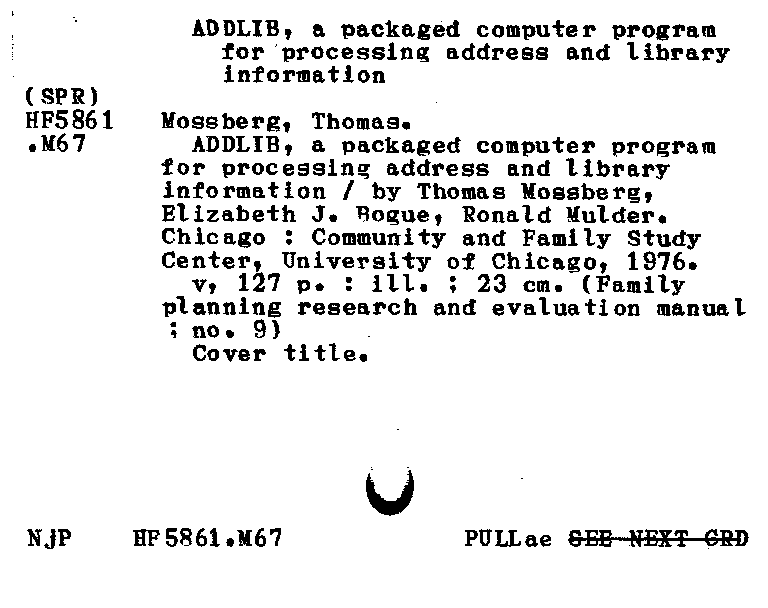 ADDLIB, a packaged computer program
for processing address and library
information
(SPR)
HF5861 Mossberg, Thomas.
.M67 ADDLIB, a packaged computer program
for processing address and library
information / by Thomas Mossberg,
Elizabeth J. Bogue, Ronald Mulder.
Chicago : Community and Family Study
Center, University of Chicago, 1976.
v, 127 p. : ill. ; 23 cm. (Family
planning research and evaluation manual
; no. 9)
Cover title.
NjP HF5861.M67 PULLae SEE NEXT CRD